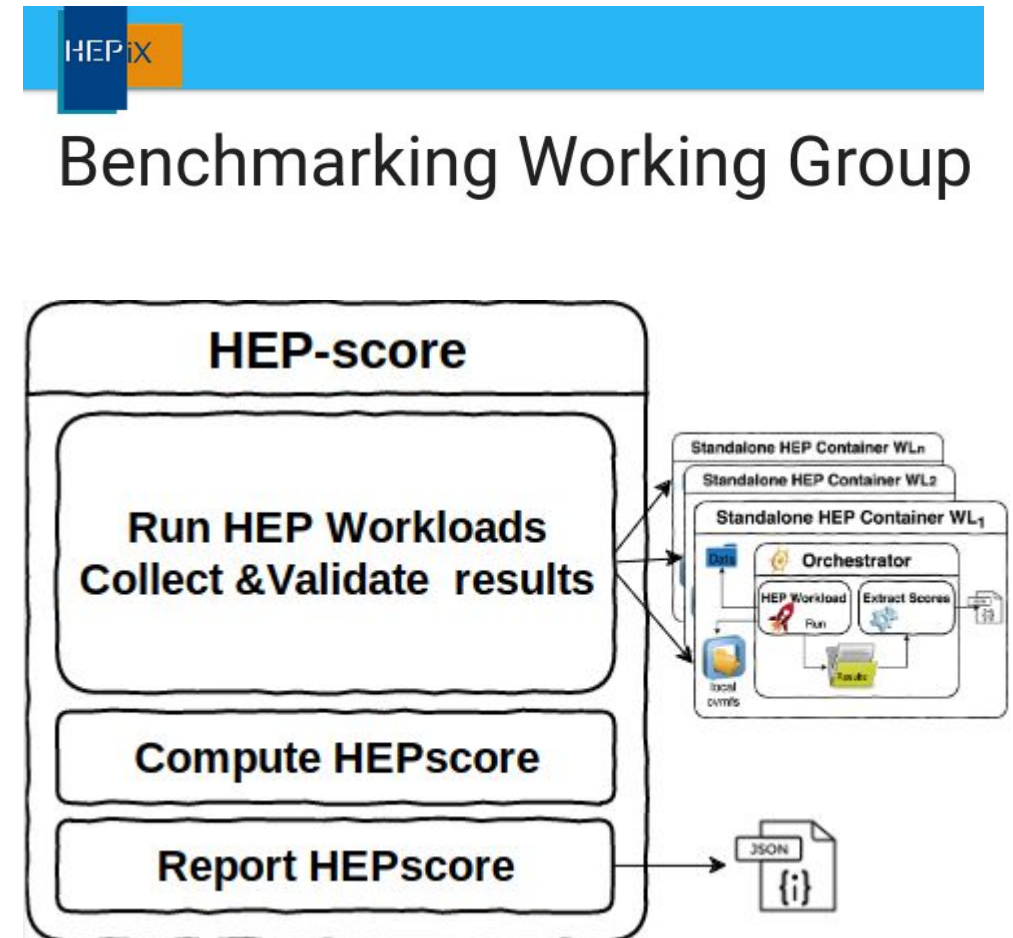 HEPiX
Benchmarking Working Group
HEP-score
Run HEP Workloads
Collect &Validate  results
Compute HEPscore
Report HEPscore
Standalone HEP Container WLn
Standalone HEP Container WL2
Standalone HEP Container WL1
Data
Orchestrator
HEP Workload
Run
Extract Scores
Results
{i}
local
cvmfs
JSON
{i}